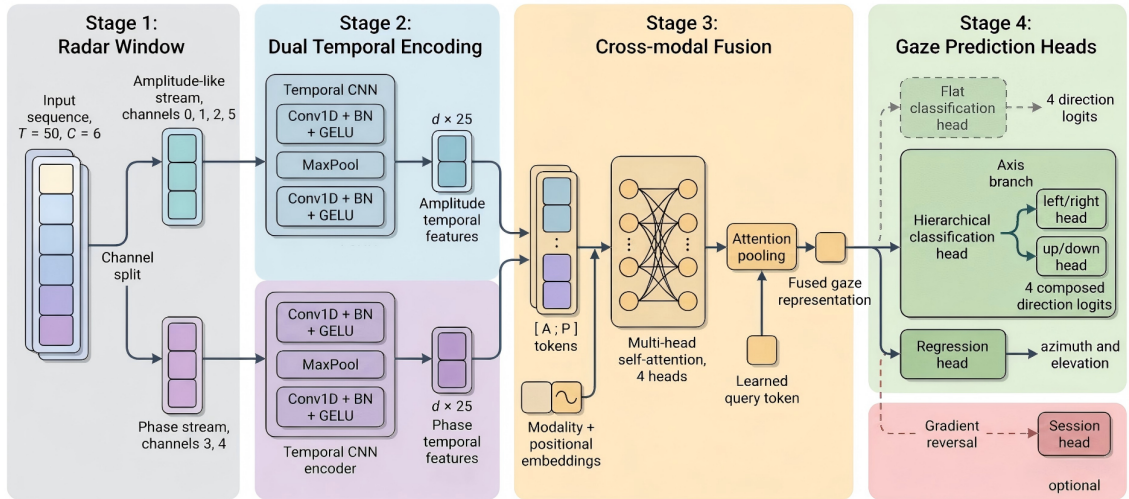 Stage 1:
Radar Window
Input
sequence,
T = 50, C = 6
Amplitude-like
stream,
channels 0, 1, 2, 5
Channel
split
Phase stream,
channels 3, 4
Stage 2:
Dual Temporal Encoding
Temporal CNN
Conv1D + BN
+ GELU
MaxPool
Conv1D + BN
+ GELU
d × 25
Amplitude
temporal
features
Conv1D + BN
+ GELU
MaxPool
Conv1D + BN
+ GELU
Temporal CNN
encoder
d × 25
Phase
temporal
features
Stage 3:
Cross-modal Fusion
[ A ; P ]
tokens
Modality +
positional
embeddings
Multi-head
self-attention,
4 heads
Attention
pooling
Learned
query token
Fused gaze
representation
Stage 4:
Gaze Prediction Heads
Flat
classification
head
4 direction
logits
Hierarchical
classification
head
Axis
branch
left/right
head
up/down
head
4 composed
direction logits
Regression
head
azimuth and
elevation
Gradient
reversal
Session
head
optional